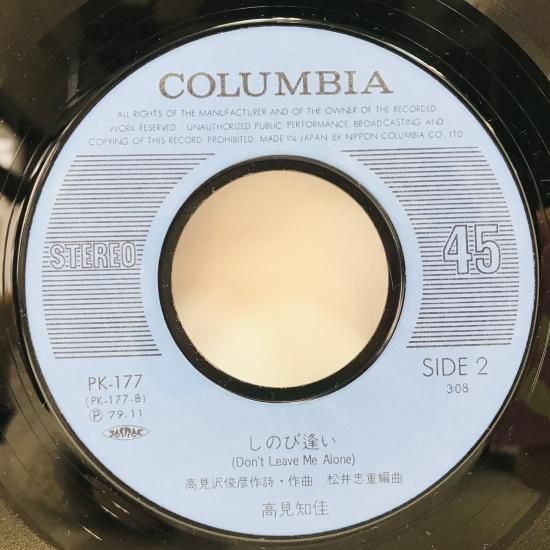 COLUMBIA
ALL RIGHTS OF THE MANUFACTURER AND OF THE OWNER OF THE RECORDED
WORK RESERVED UNAUTHORIZED PUBLIC PERFORMANCE, BROADCASTING AND
COPYING OF THIS RECORD PROHIBITED MADE IN JAPAN BY NIPPON COLUMBIA CO., LTD
STEREO
45
PK-177
(PK-177-B)
Ⓟ '79.11
JASRAC
SIDE 2
3:08
しのび逢い
(Don't Leave Me Alone)
高見沢俊彦作詩・作曲 松井忠重編曲
高見知佳